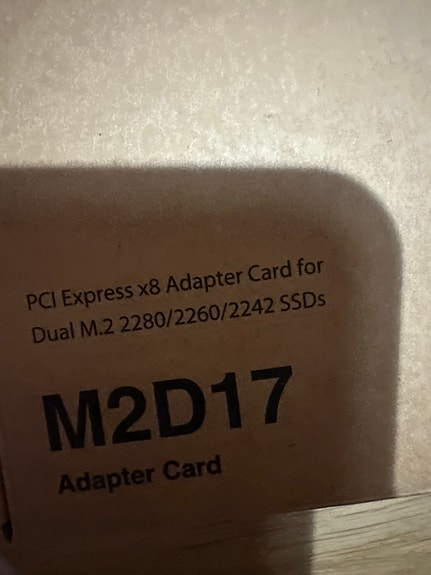 PCI Express x8 Adapter Card for
Dual M.2 2280/2260/2242 SSDs
M2D17
Adapter Card